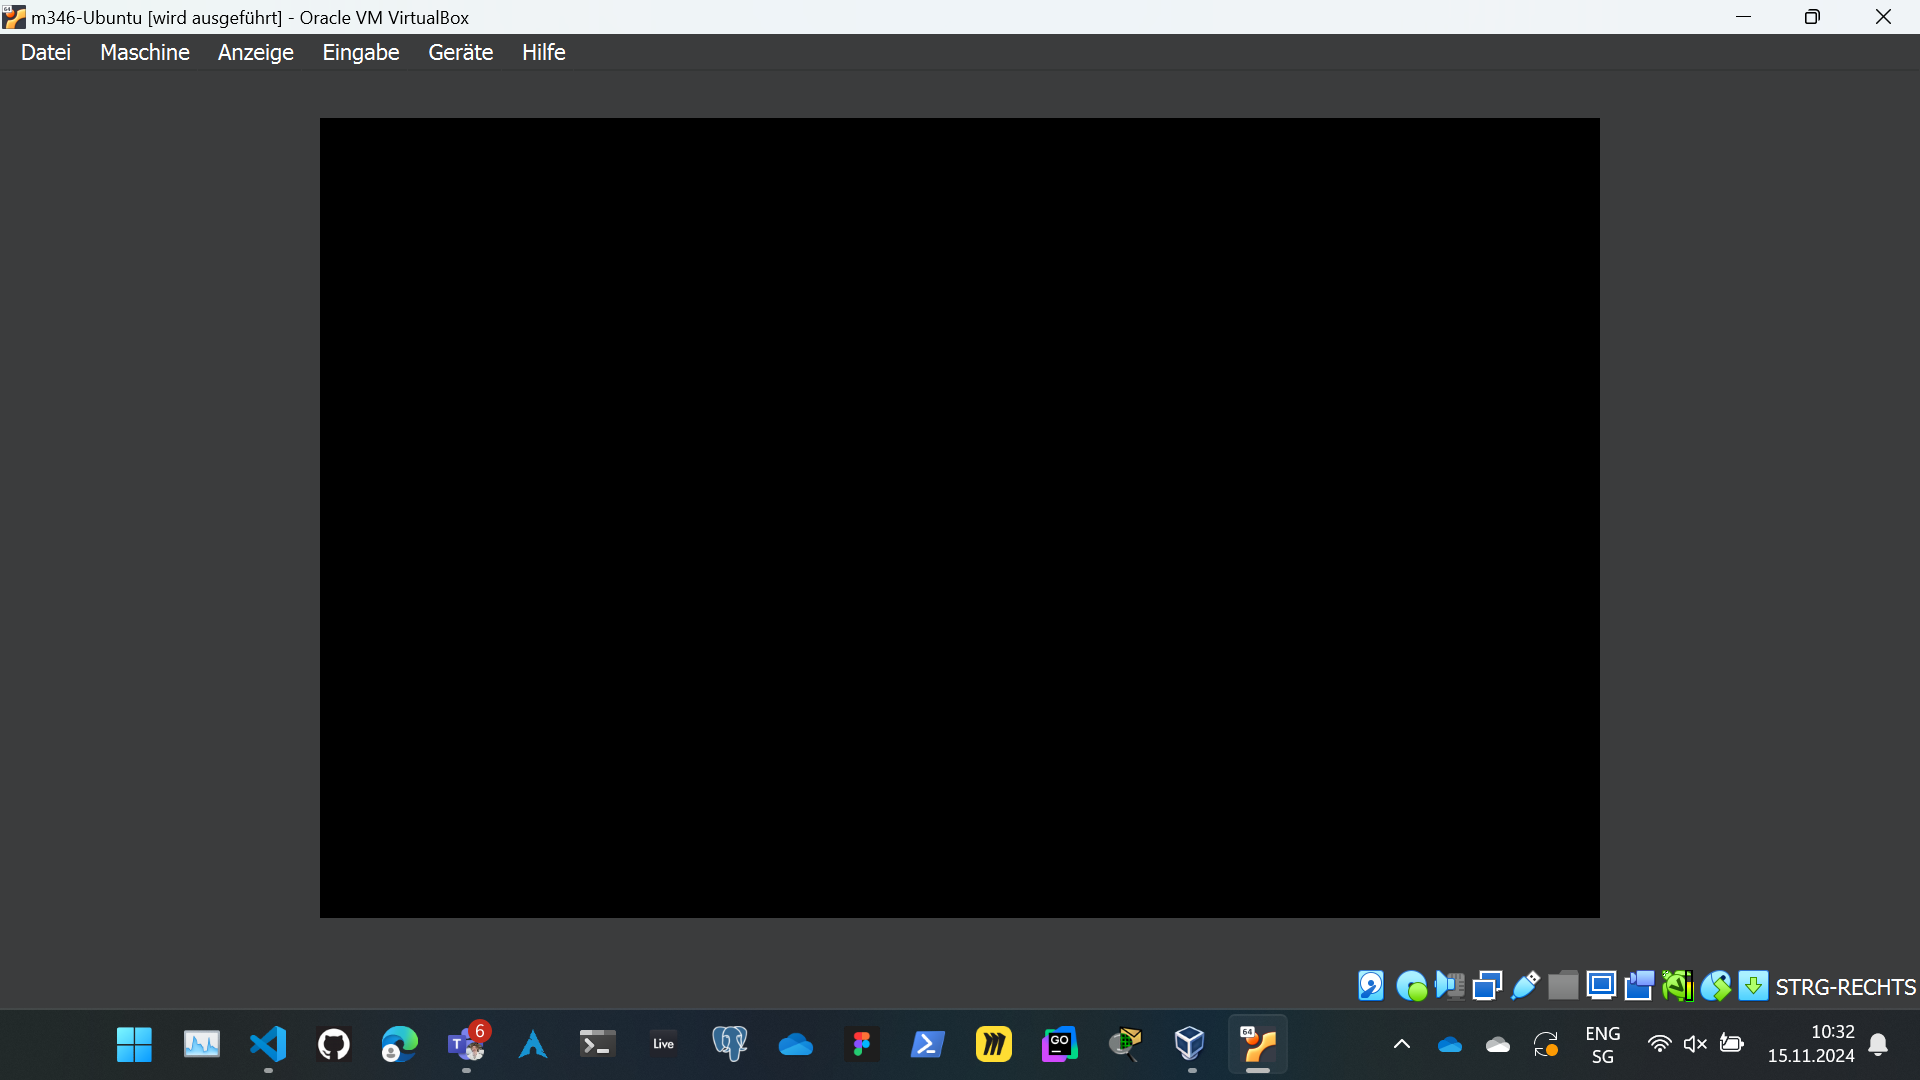 m346-Ubuntu [wird ausgeführt] - Oracle VM VirtualBox
Datei Maschine Anzeige Eingabe Geräte Hilfe
STRG-RECHTS
6
T
Live
GO
64
ENG
SG
10:32
15.11.2024